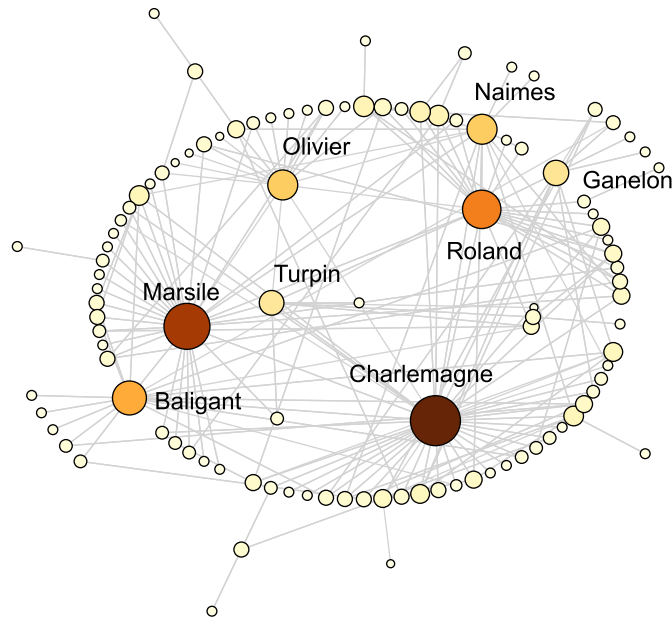 Naimes
Olivier
Ganelon
Roland
Turpin
Marsile
Charlemagne
Baligant